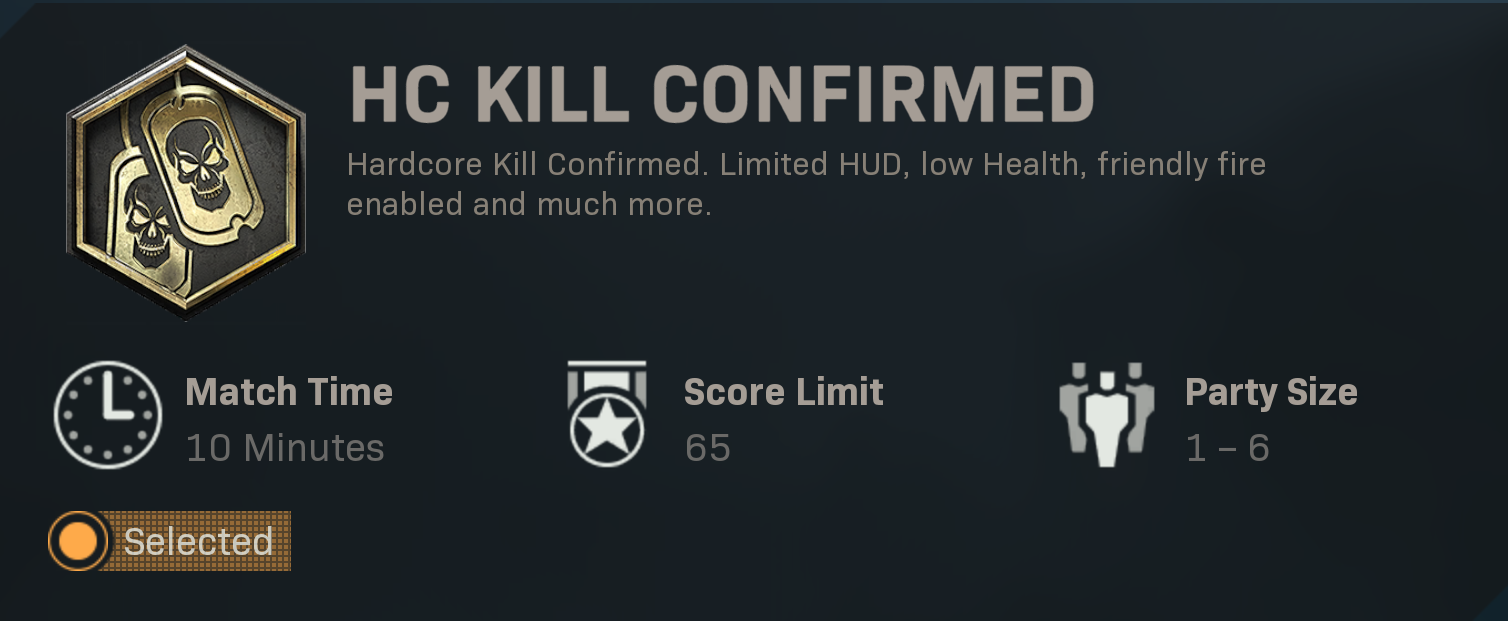 HC KILL CONFIRMED
Hardcore Kill Confirmed. Limited HUD, low Health, friendly fire
enabled and much more.
Match Time
10 Minutes
Score Limit
65
Party Size
1 – 6
Selected